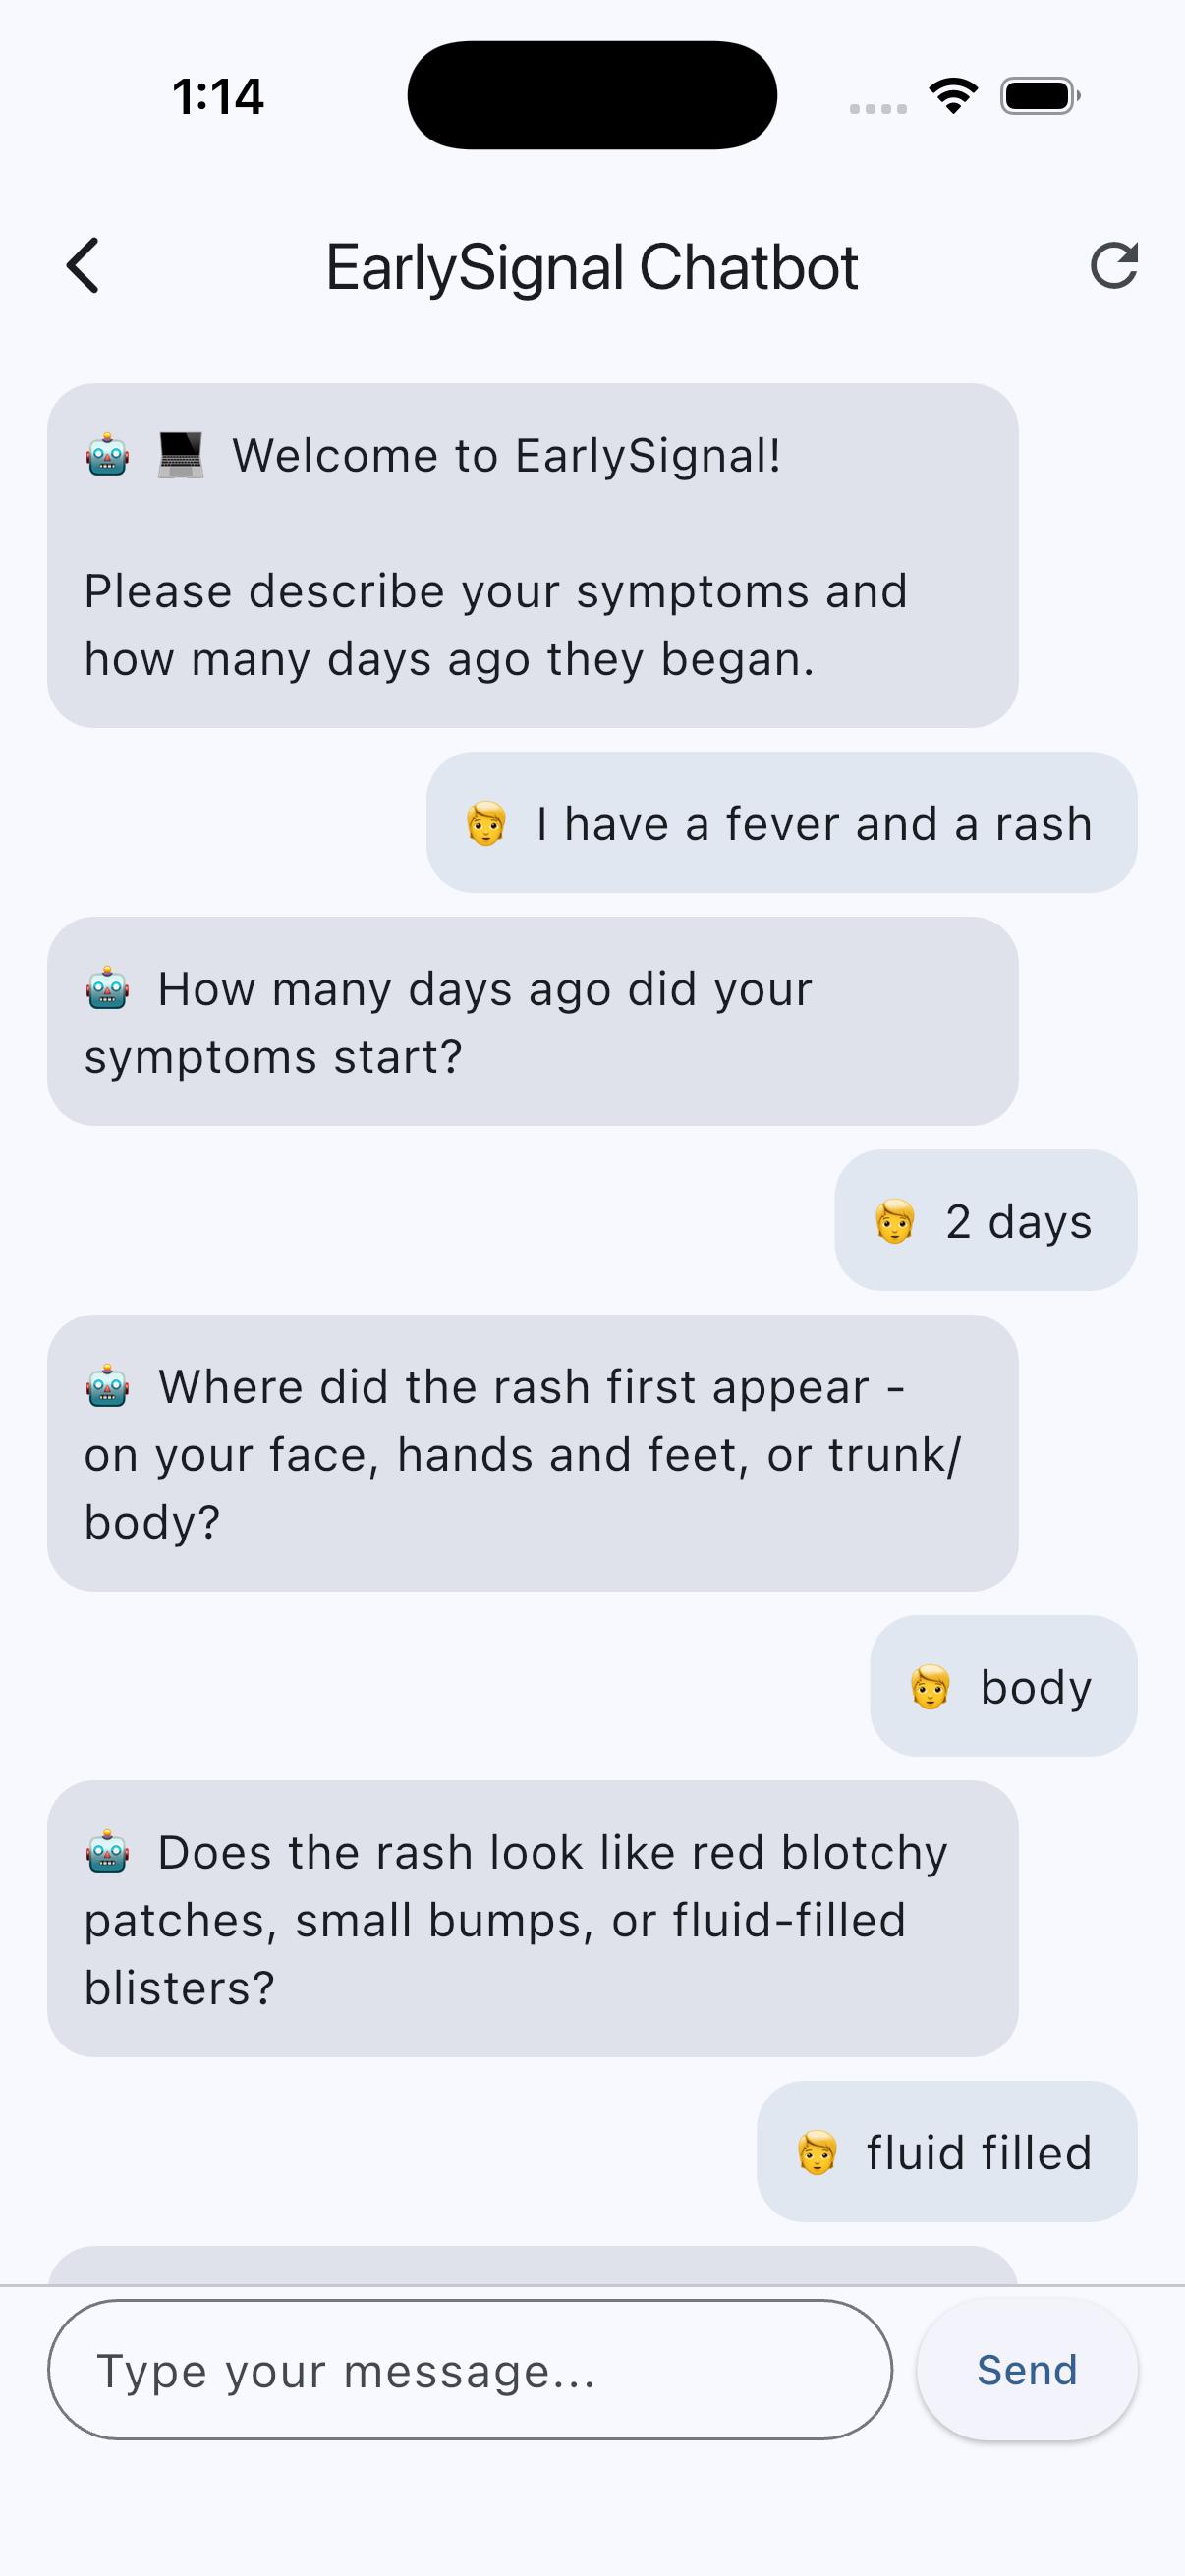 1:14
EarlySignal Chatbot
🤖 💻 Welcome to EarlySignal!
Please describe your symptoms and
how many days ago they began.
🧑 I have a fever and a rash
🤖 How many days ago did your
symptoms start?
🧑 2 days
🤖 Where did the rash first appear -
on your face, hands and feet, or trunk/
body?
🧑 body
🤖 Does the rash look like red blotchy
patches, small bumps, or fluid-filled
blisters?
🧑 fluid filled
Type your message...
Send